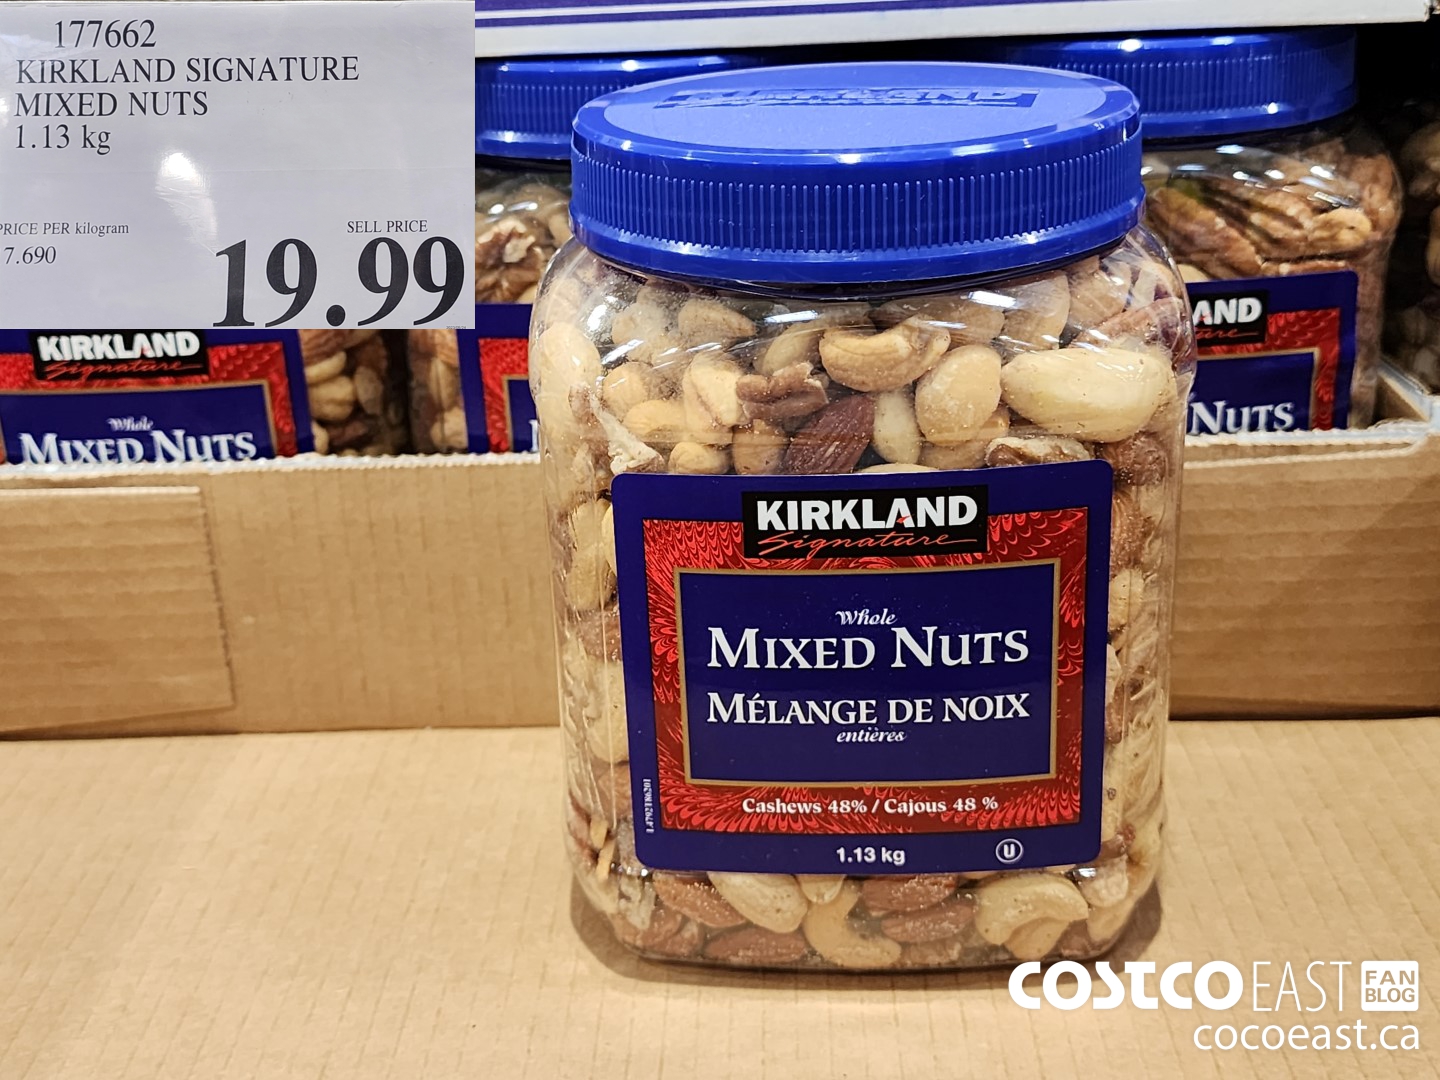 177662
KIRKLAND SIGNATURE
MIXED NUTS
1.13 kg
PRICE PER kilogram
7.690
SELL PRICE
19.99
KIRKLAND
Signature
Whole
MIXED NUTS
KIRKLAND
Signature
Whole
MIXED NUTS
MÉLANGE DE NOIX
entières
Cashews 48% / Cajous 48 %
1.13 kg
U
AND
NUTS
COSTCO EAST FAN BLOG
cocoeast.ca